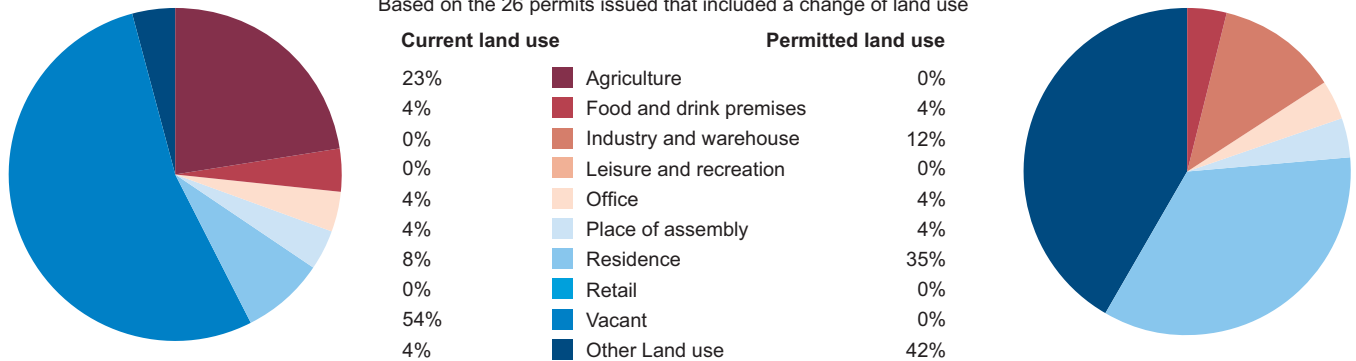 Based on the 26 permits issued that included a change of land use
Current land use Permitted land use
23% Agriculture 0%
4% Food and drink premises 4%
0% Industry and warehouse 12%
0% Leisure and recreation 0%
4% Office 4%
4% Place of assembly 4%
8% Residence 35%
0% Retail 0%
54% Vacant 0%
4% Other Land use 42%